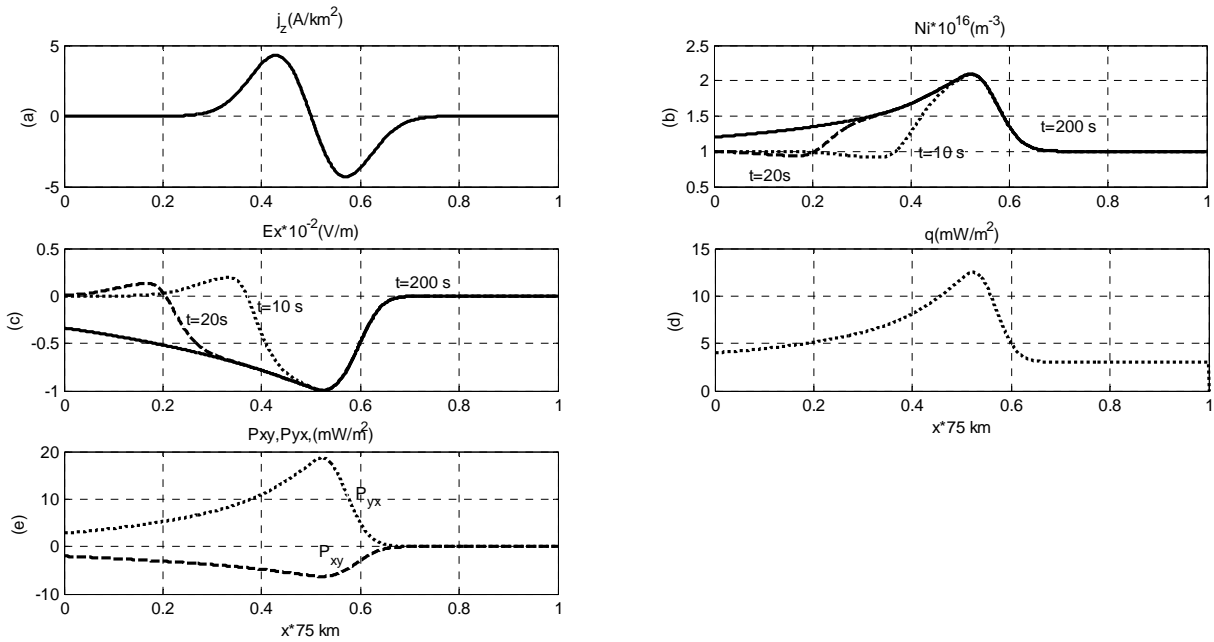 j_z(A/km^2)
5
0
-5
0
0.2
0.4
0.6
0.8
1
(a)
Ni*10^16(m^-3)
2.5
2
1.5
1
0.5
0
0.2
0.4
0.6
0.8
1
(b)
t=200 s
t=10 s
t=20s
Ex*10^-2(V/m)
0.5
0
-0.5
-1
0
0.2
0.4
0.6
0.8
1
(c)
t=200 s
t=10 s
t=20s
q(mW/m^2)
15
10
5
0
0
0.2
0.4
0.6
0.8
1
(d)
x*75 km
Pxy,Pyx,(mW/m^2)
20
10
0
-10
0
0.2
0.4
0.6
0.8
1
(e)
P_yx
P_xy
x*75 km